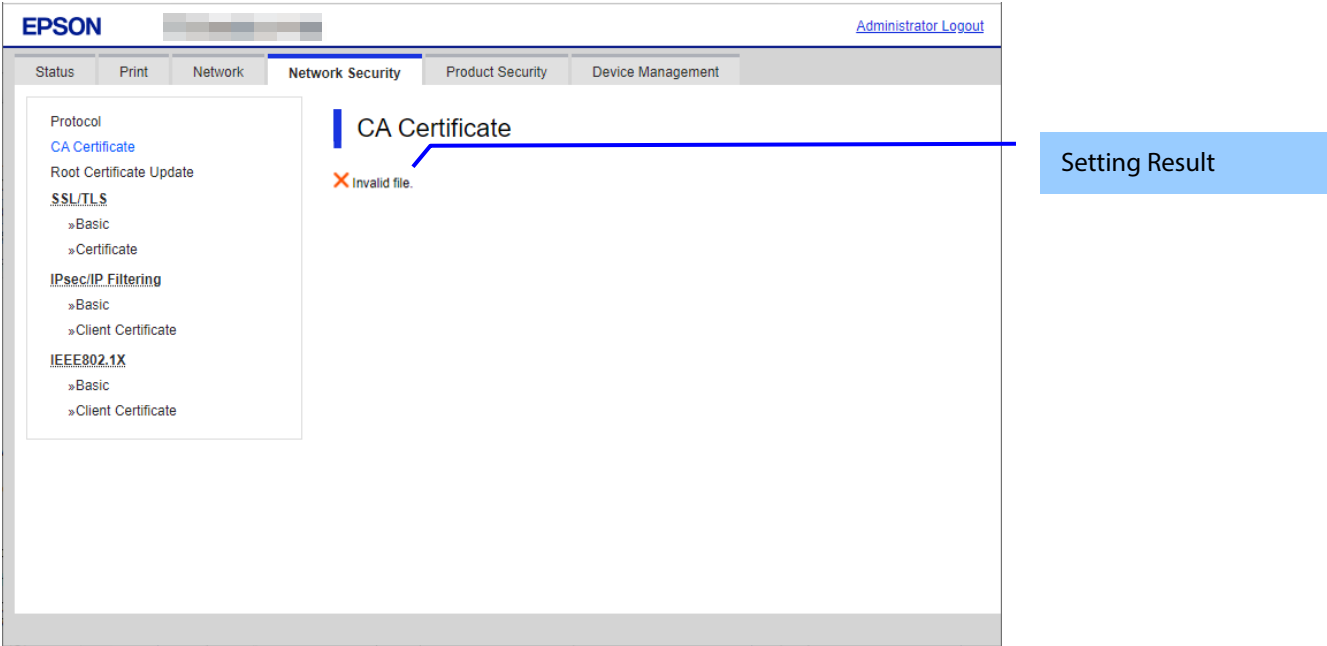 EPSON
Administrator Logout
Status Print Network Network Security Product Security Device Management
Protocol
CA Certificate
Root Certificate Update
SSL/TLS
»Basic
»Certificate
IPsec/IP Filtering
»Basic
»Client Certificate
IEEE802.1X
»Basic
»Client Certificate
CA Certificate
Invalid file.
Setting Result